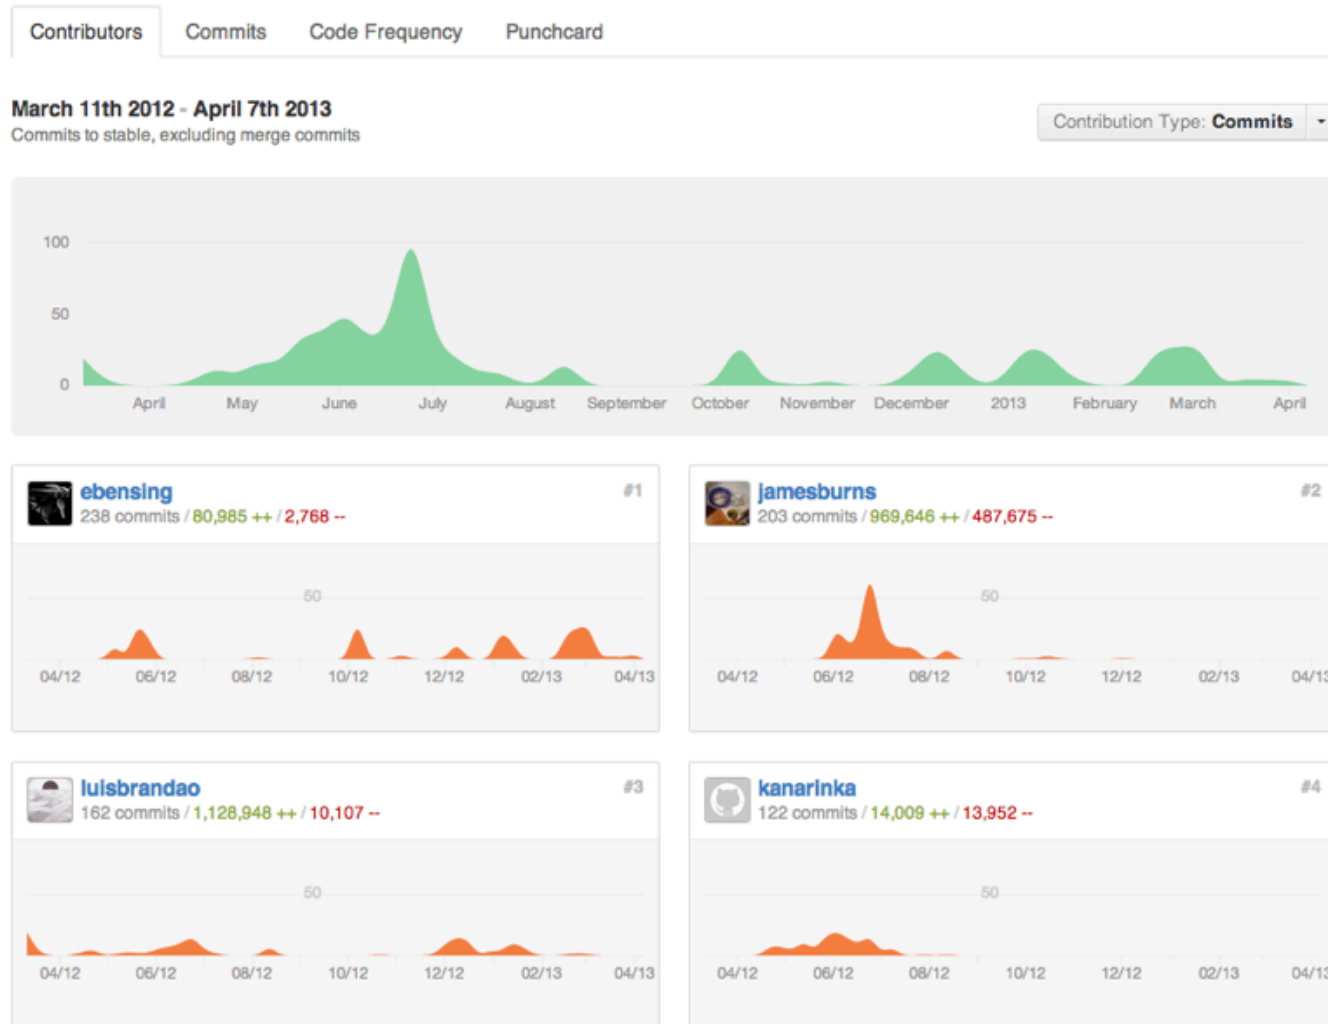 Contributors Commits Code Frequency Punchcard
March 11th 2012 - April 7th 2013
Commits to stable, excluding merge commits
Contribution Type: Commits
100
50
0
April May June July August September October November December 2013 February March April
ebensing #1
238 commits / 80,985 ++ / 2,768 --
50
04/12 06/12 08/12 10/12 12/12 02/13 04/13
jamesburns #2
203 commits / 969,646 ++ / 487,675 --
50
04/12 06/12 08/12 10/12 12/12 02/13 04/13
luisbrandao #3
162 commits / 1,128,948 ++ / 10,107 --
50
04/12 06/12 08/12 10/12 12/12 02/13 04/13
kanarinka #4
122 commits / 14,009 ++ / 13,952 --
50
04/12 06/12 08/12 10/12 12/12 02/13 04/13